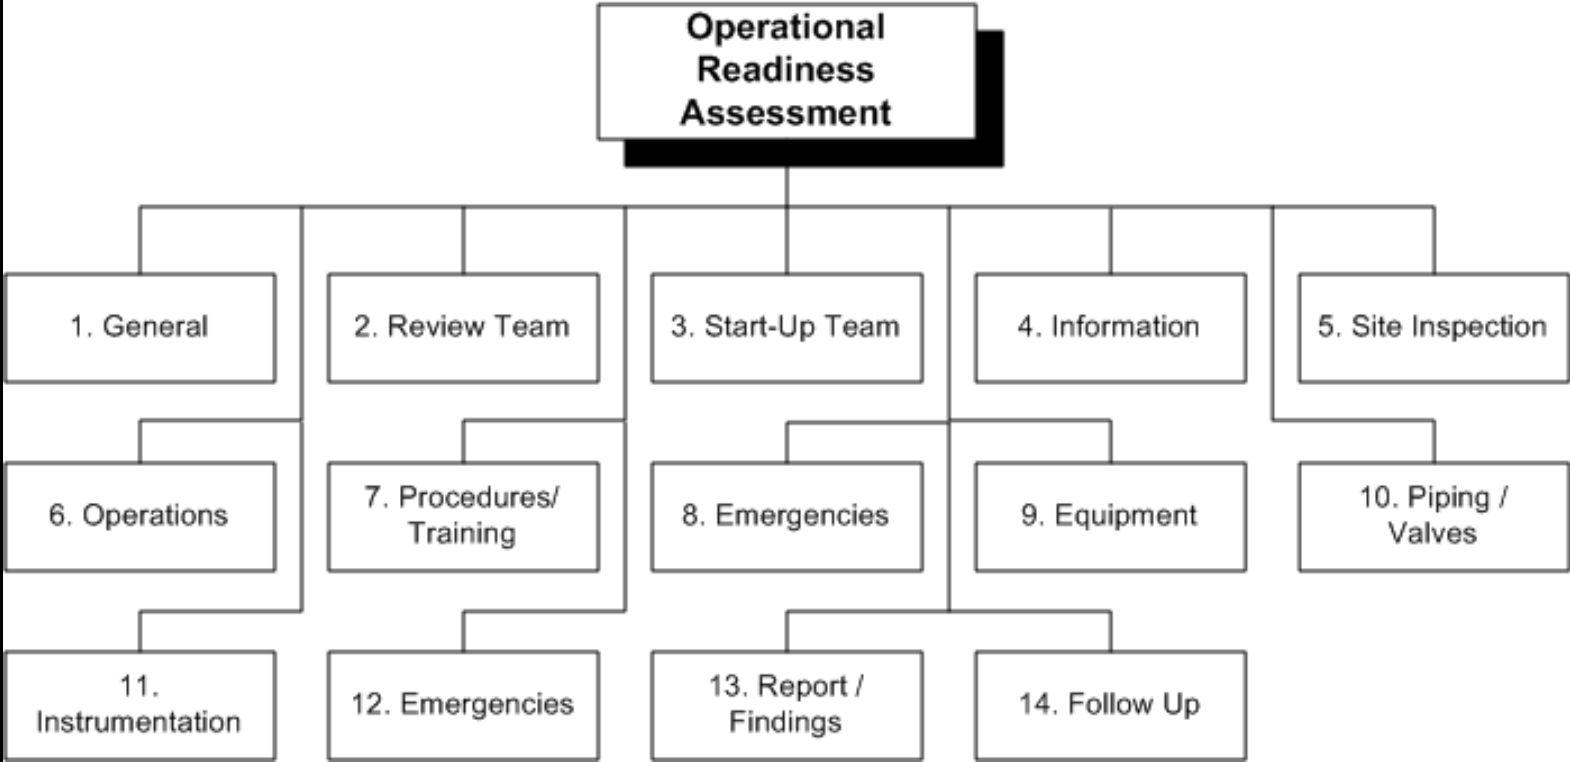 Operational
Readiness
Assessment
1. General
2. Review Team
3. Start-Up Team
4. Information
5. Site Inspection
6. Operations
7. Procedures/
Training
8. Emergencies
9. Equipment
10. Piping /
Valves
11.
Instrumentation
12. Emergencies
13. Report /
Findings
14. Follow Up